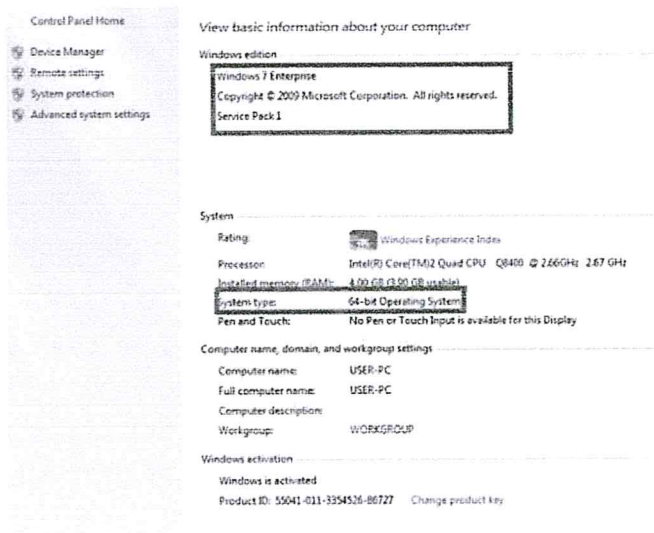 Control Panel Home
Device Manager
Remote settings
System protection
Advanced system settings
View basic information about your computer
Windows edition
Windows 7 Enterprise
Copyright © 2009 Microsoft Corporation. All rights reserved.
Service Pack 1
System
Rating: Windows Experience Index
Processor: Intel(R) Core(TM)2 Quad CPU Q8400 @ 2.66GHz 2.67 GHz
Installed memory (RAM): 4.00 GB (3.90 GB usable)
System type: 64-bit Operating System
Pen and Touch: No Pen or Touch Input is available for this Display
Computer name, domain, and workgroup settings
Computer name: USER-PC
Full computer name: USER-PC
Computer description:
Workgroup: WORKGROUP
Windows activation
Windows is activated
Product ID: 55041-011-3354526-86727 Change product key